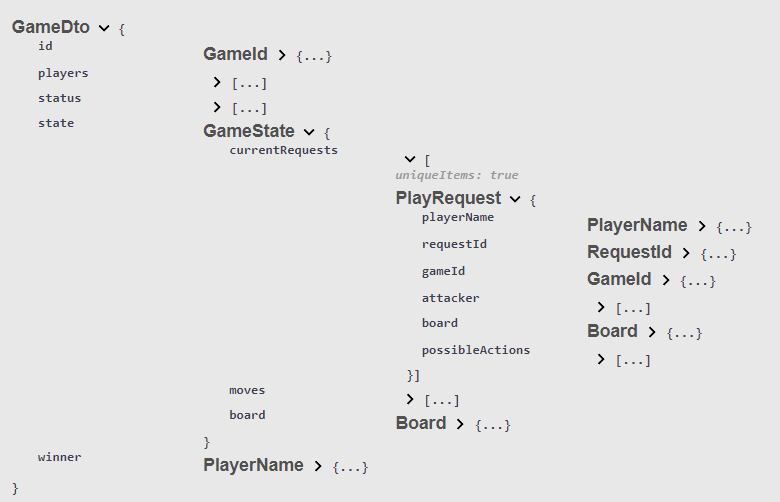 GameDto {
id
GameId {...}
players
[...]
status
[...]
state
GameState {
currentRequests
[
uniqueItems: true
PlayRequest {
playerName
PlayerName {...}
requestId
RequestId {...}
gameId
GameId {...}
attacker
[...]
board
Board {...}
possibleActions
[...]
}]
moves
[...]
board
Board {...}
}
winner
PlayerName {...}
}